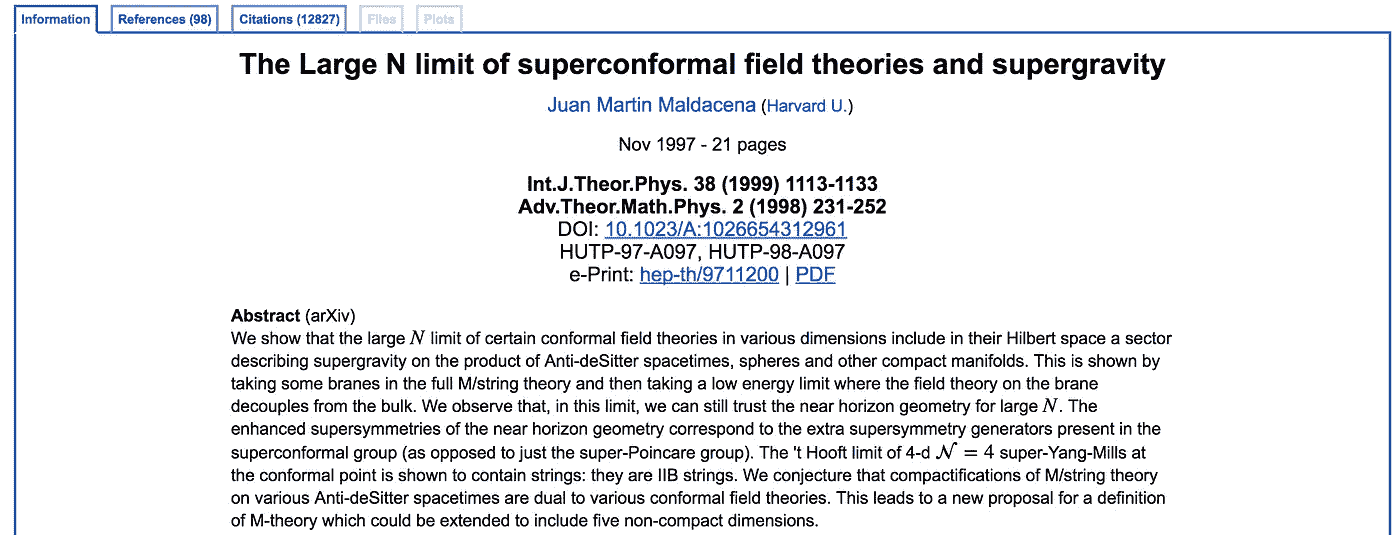 Information References (98) Citations (12827) Files Plots
The Large N limit of superconformal field theories and supergravity
Juan Martin Maldacena (Harvard U.)
Nov 1997 - 21 pages
Int.J.Theor.Phys. 38 (1999) 1113-1133
Adv.Theor.Math.Phys. 2 (1998) 231-252
DOI: 10.1023/A:1026654312961
HUTP-97-A097, HUTP-98-A097
e-Print: hep-th/9711200 | PDF
Abstract (arXiv)
We show that the large N limit of certain conformal field theories in various dimensions include in their Hilbert space a sector
describing supergravity on the product of Anti-deSitter spacetimes, spheres and other compact manifolds. This is shown by
taking some branes in the full M/string theory and then taking a low energy limit where the field theory on the brane
decouples from the bulk. We observe that, in this limit, we can still trust the near horizon geometry for large N. The
enhanced supersymmetries of the near horizon geometry correspond to the extra supersymmetry generators present in the
superconformal group (as opposed to just the super-Poincare group). The 't Hooft limit of 4-d 𝒩 = 4 super-Yang-Mills at
the conformal point is shown to contain strings: they are IIB strings. We conjecture that compactifications of M/string theory
on various Anti-deSitter spacetimes are dual to various conformal field theories. This leads to a new proposal for a definition
of M-theory which could be extended to include five non-compact dimensions.